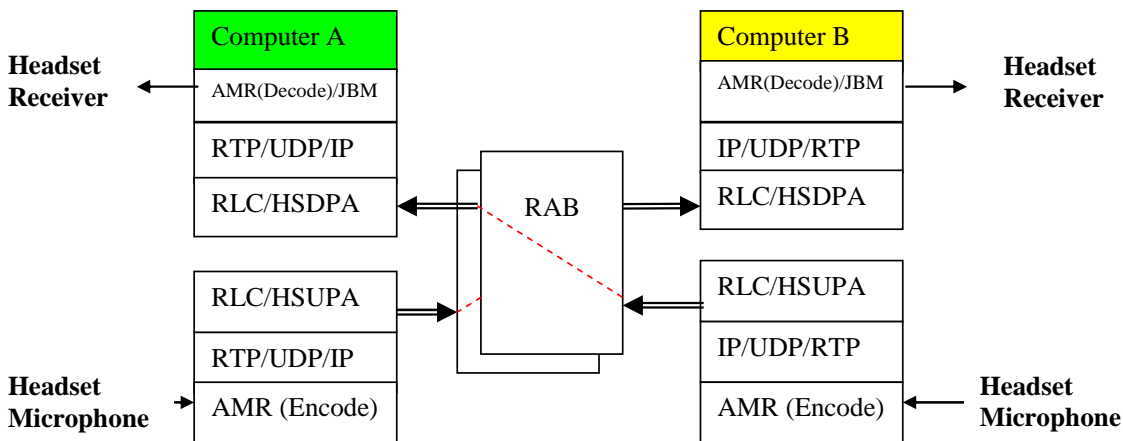 Computer A
Computer B
Headset
Receiver
AMR(Decode)/JBM
AMR(Decode)/JBM
Headset
Receiver
RTP/UDP/IP
IP/UDP/RTP
RLC/HSDPA
RAB
RLC/HSDPA
RLC/HSUPA
RLC/HSUPA
RTP/UDP/IP
IP/UDP/RTP
Headset
Microphone
AMR (Encode)
AMR (Encode)
Headset
Microphone